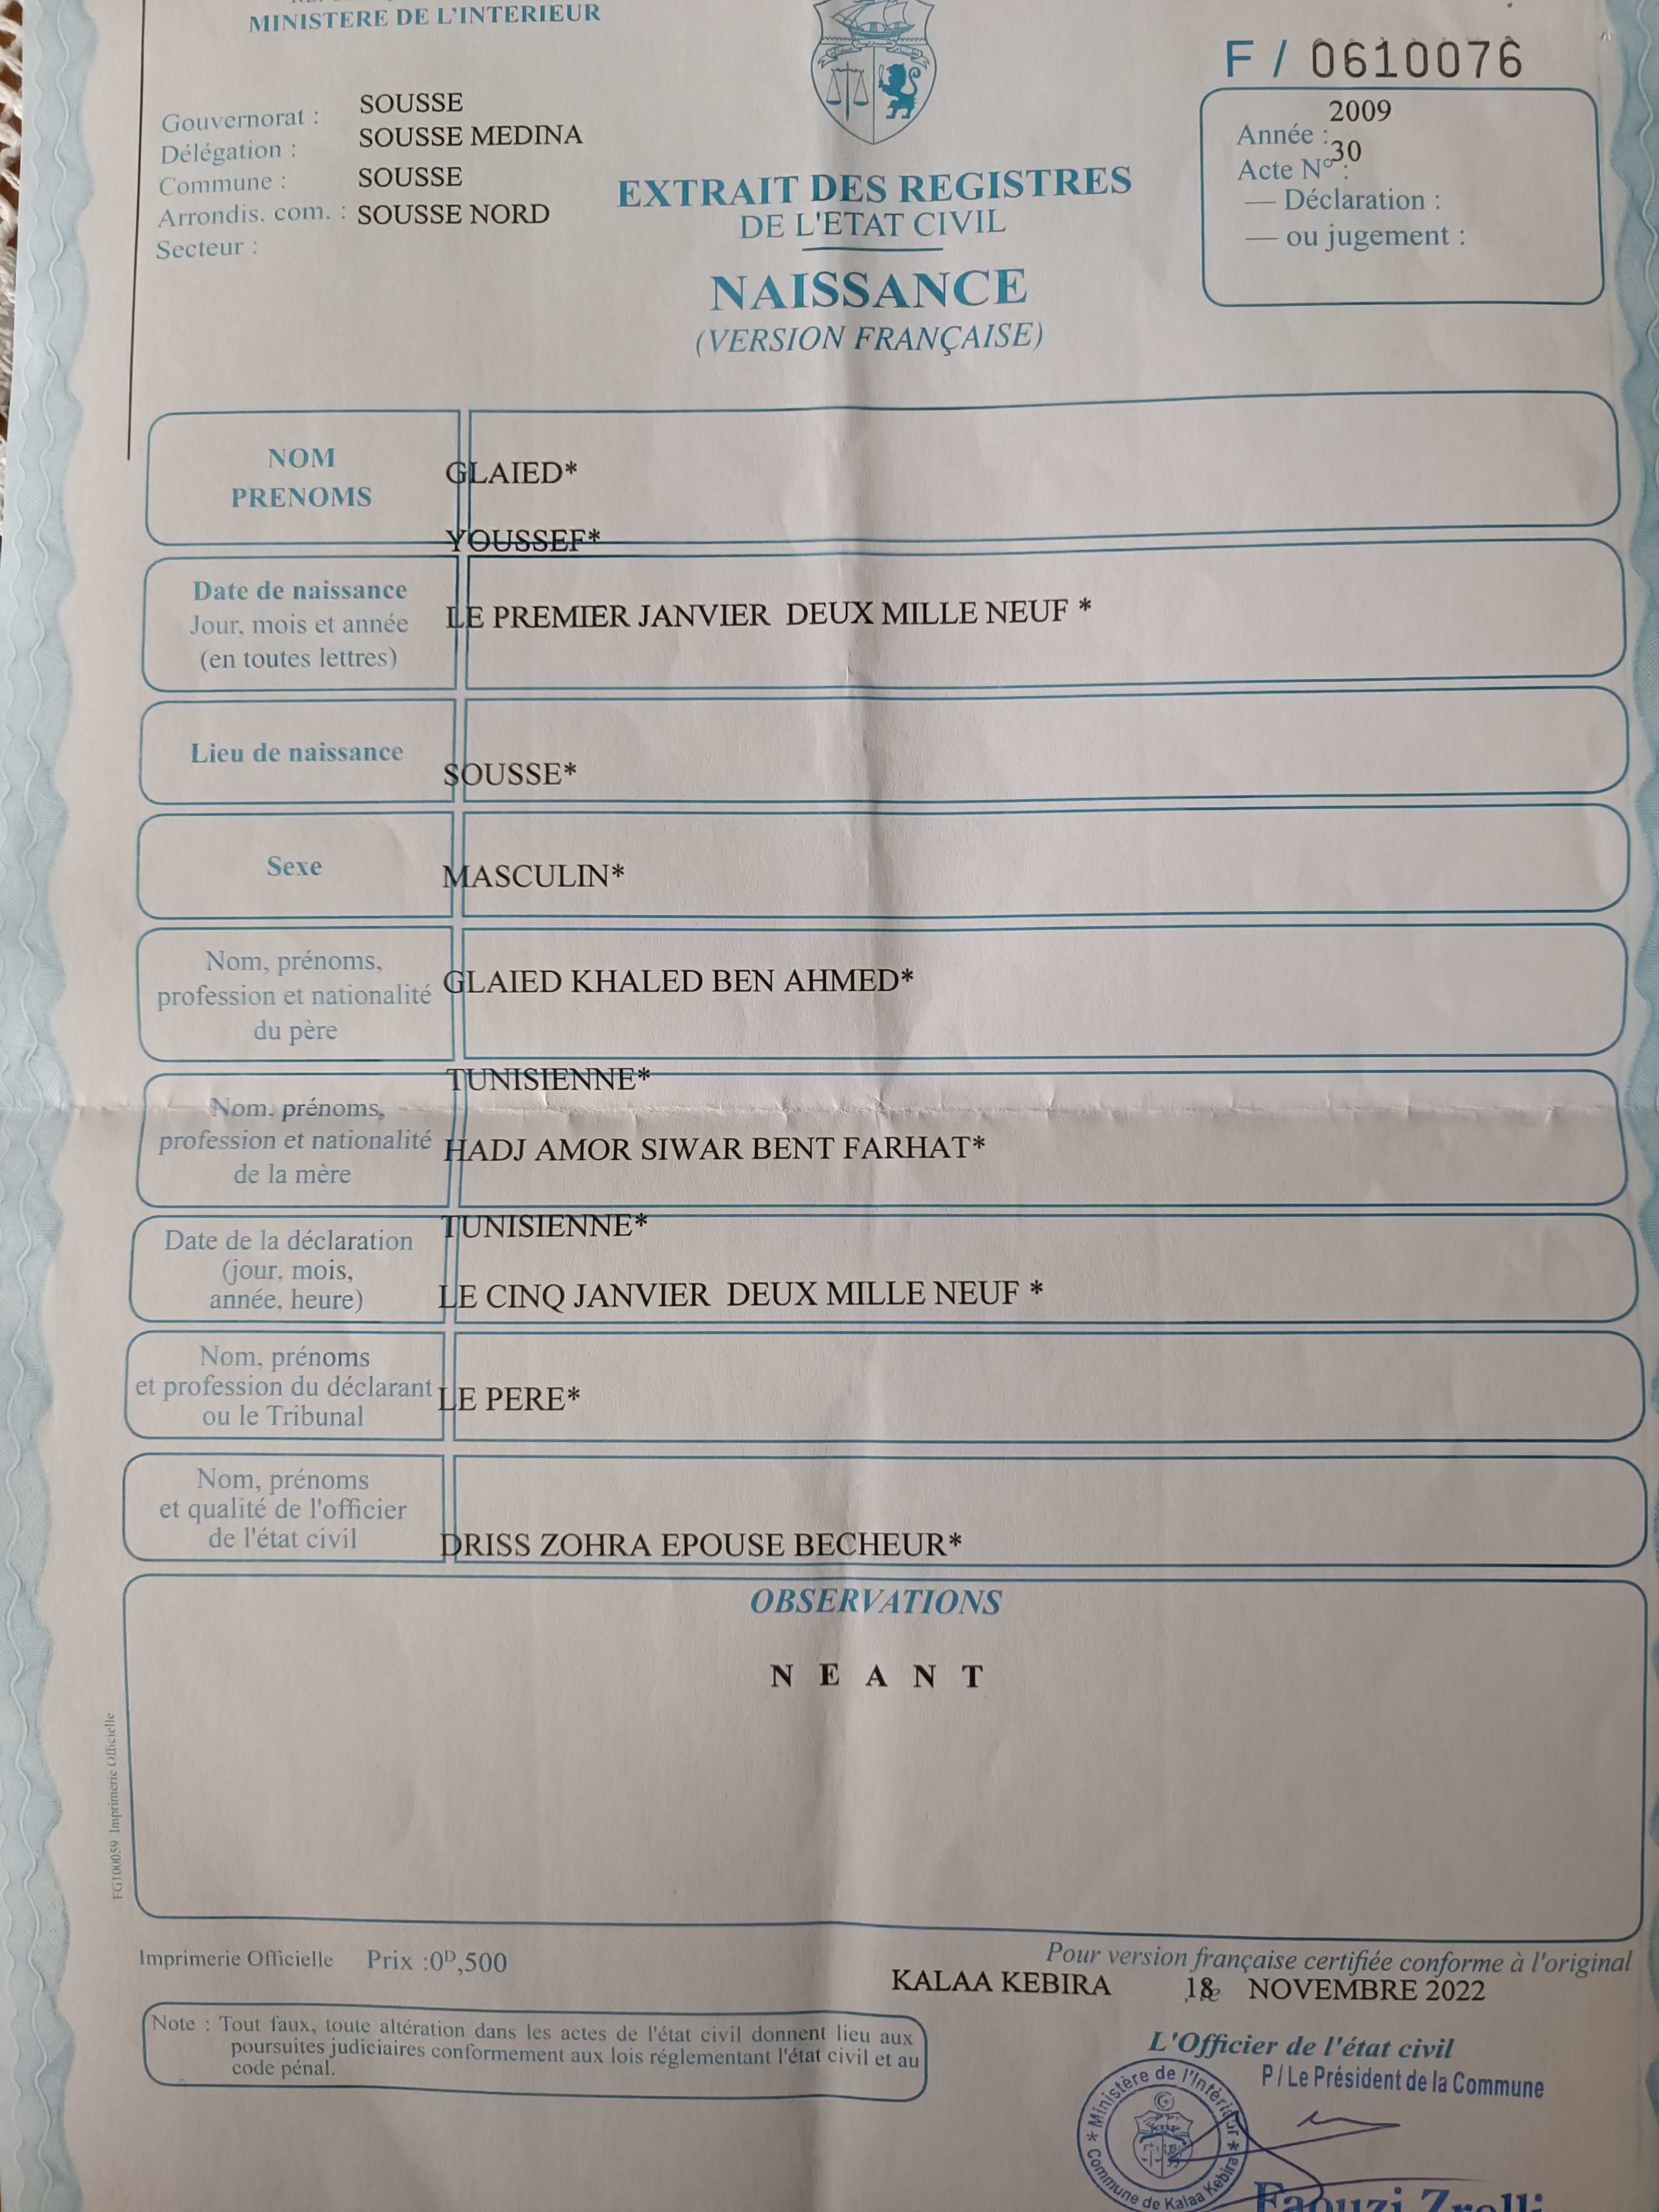 MINISTERE DE L'INTERIEUR
F / 0610076
Gouvernorat : SOUSSE
Délégation : SOUSSE MEDINA
Commune : SOUSSE
Arrondis. com. : SOUSSE NORD
Secteur :
EXTRAIT DES REGISTRES
DE L'ETAT CIVIL
NAISSANCE
(VERSION FRANÇAISE)
Année : 2009
Acte N° : 30
— Déclaration :
— ou jugement :
NOM
PRENOMS
GLAIED*
YOUSSEF*
Date de naissance
Jour, mois et année
(en toutes lettres)
LE PREMIER JANVIER DEUX MILLE NEUF *
Lieu de naissance
SOUSSE*
Sexe
MASCULIN*
Nom, prénoms,
profession et nationalité
du père
GLAIED KHALED BEN AHMED*
TUNISIENNE*
Nom, prénoms,
profession et nationalité
de la mère
HADJ AMOR SIWAR BENT FARHAT*
TUNISIENNE*
Date de la déclaration
(jour, mois,
année, heure)
LE CINQ JANVIER DEUX MILLE NEUF *
Nom, prénoms
et profession du déclarant
ou le Tribunal
LE PERE*
Nom, prénoms
et qualité de l'officier
de l'état civil
DRISS ZOHRA EPOUSE BECHEUR*
OBSERVATIONS
N E A N T
FG100059 Imprimerie Officielle
Imprimerie Officielle Prix :0D,500
Pour version française certifiée conforme à l'original
KALAA KEBIRA ,le 18 NOVEMBRE 2022
Note : Tout faux, toute altération dans les actes de l'état civil donnent lieu aux
poursuites judiciaires conformement aux lois réglementant l'état civil et au
code pénal.
L'Officier de l'état civil
P / Le Président de la Commune
* Ministère de l'Intérieur *
Commune de Kalaa Kebira
Faouzi Zrelli